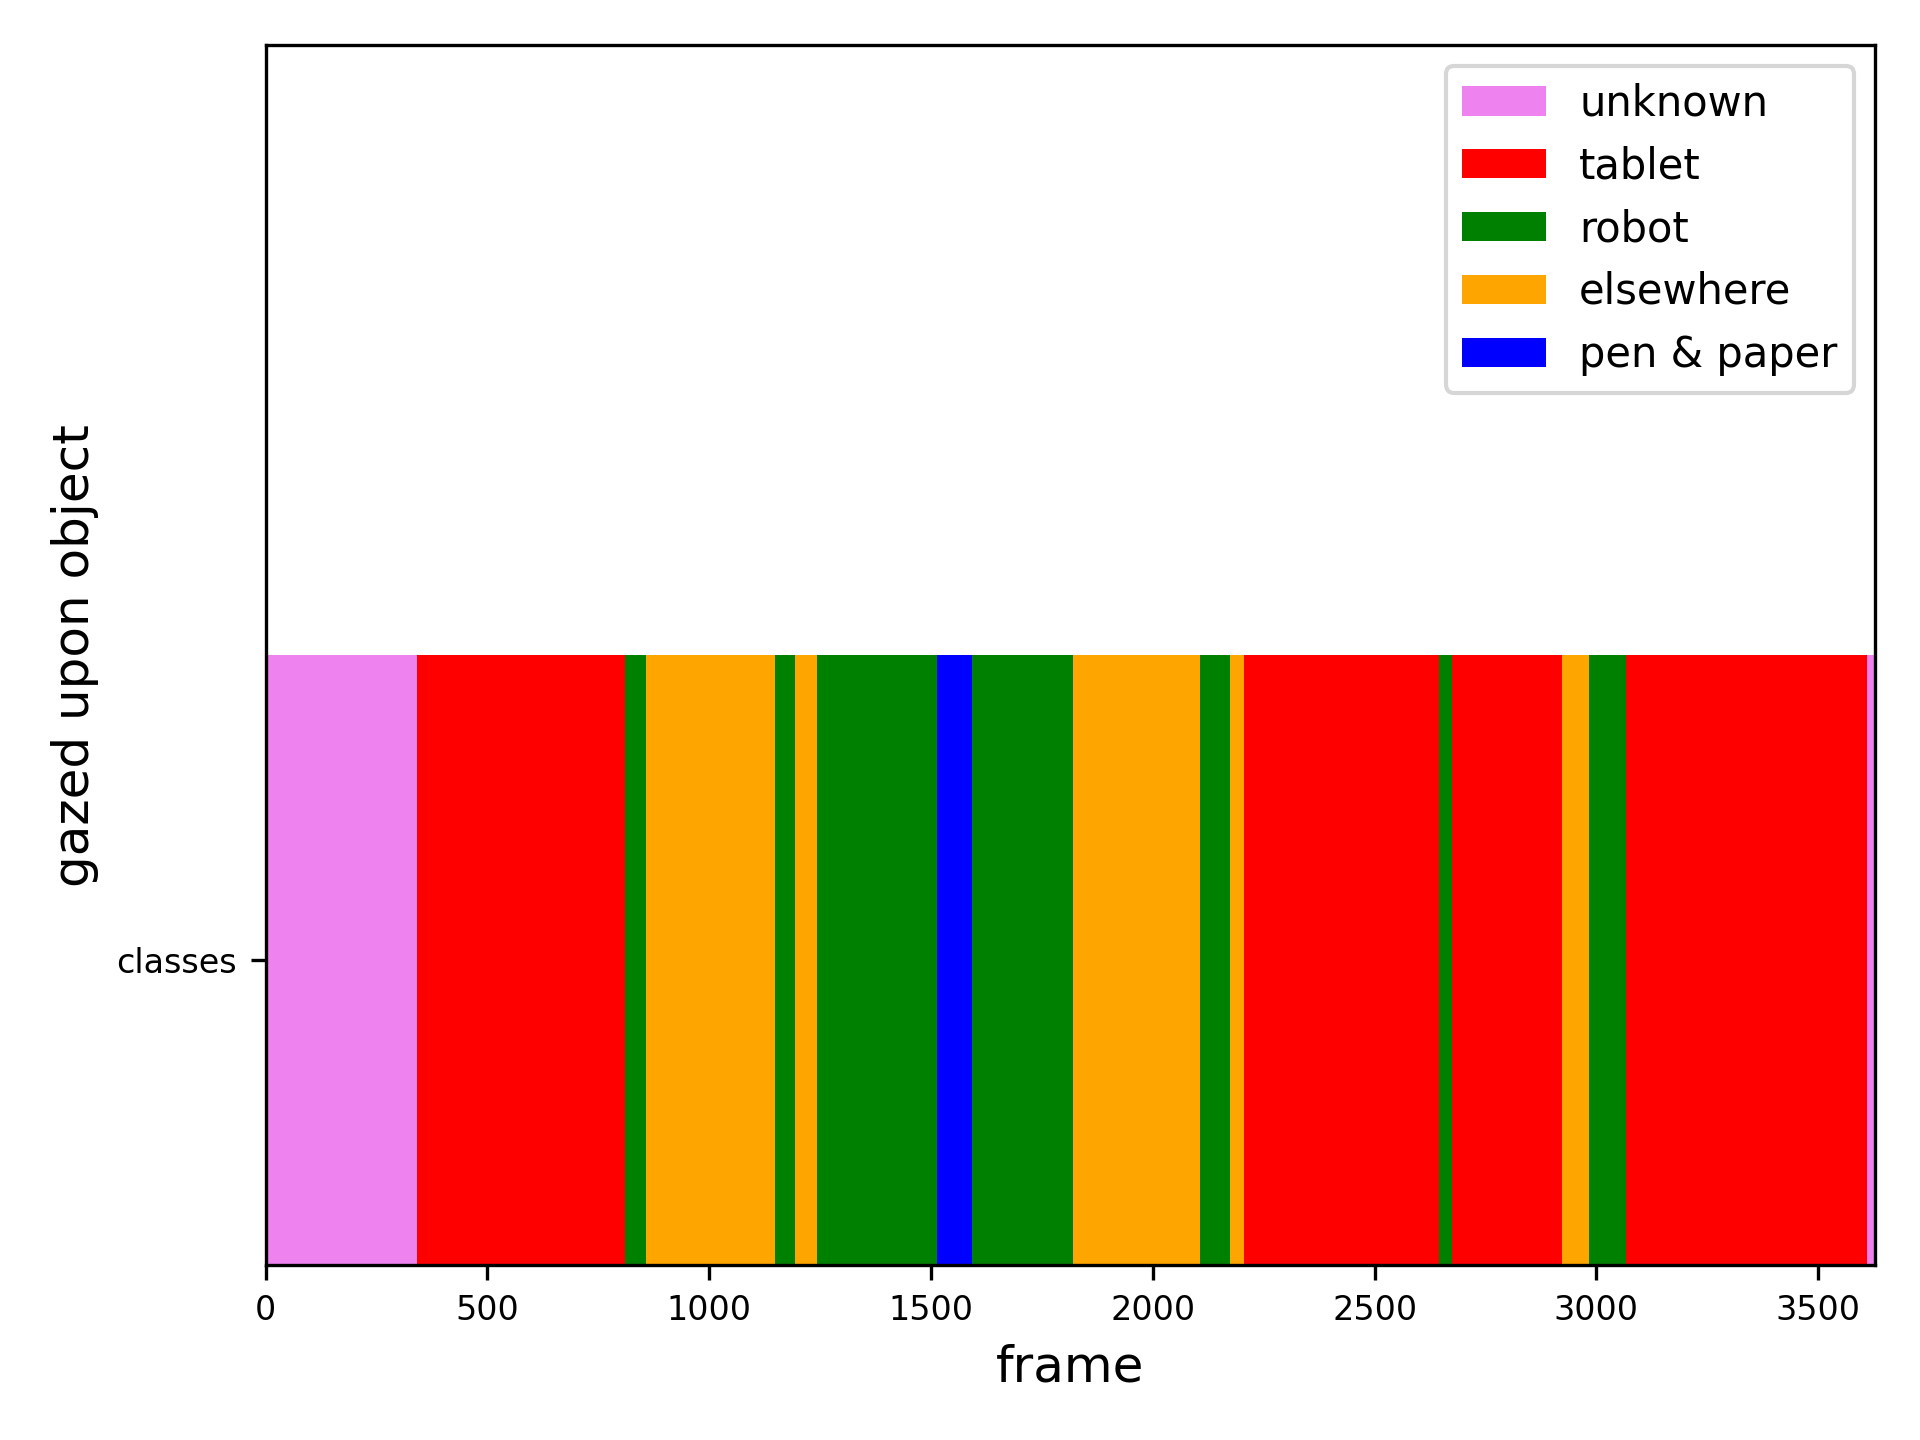 unknown
tablet
robot
elsewhere
pen & paper
gazed upon object
classes
0 500 1000 1500 2000 2500 3000 3500
frame